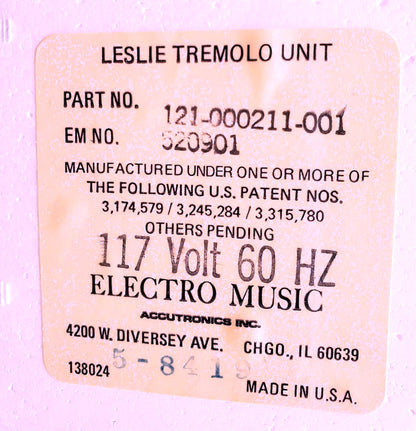 LESLIE TREMOLO UNIT
PART NO. 121-000211-001
EM NO. 520901
MANUFACTURED UNDER ONE OR MORE OF
THE FOLLOWING U.S. PATENT NOS.
3,174,579 / 3,245,284 / 3,315,780
OTHERS PENDING
117 Volt 60 HZ
ELECTRO MUSIC
ACCUTRONICS INC.
4200 W. DIVERSEY AVE. CHGO., IL 60639
138024 5-8419
MADE IN U.S.A.